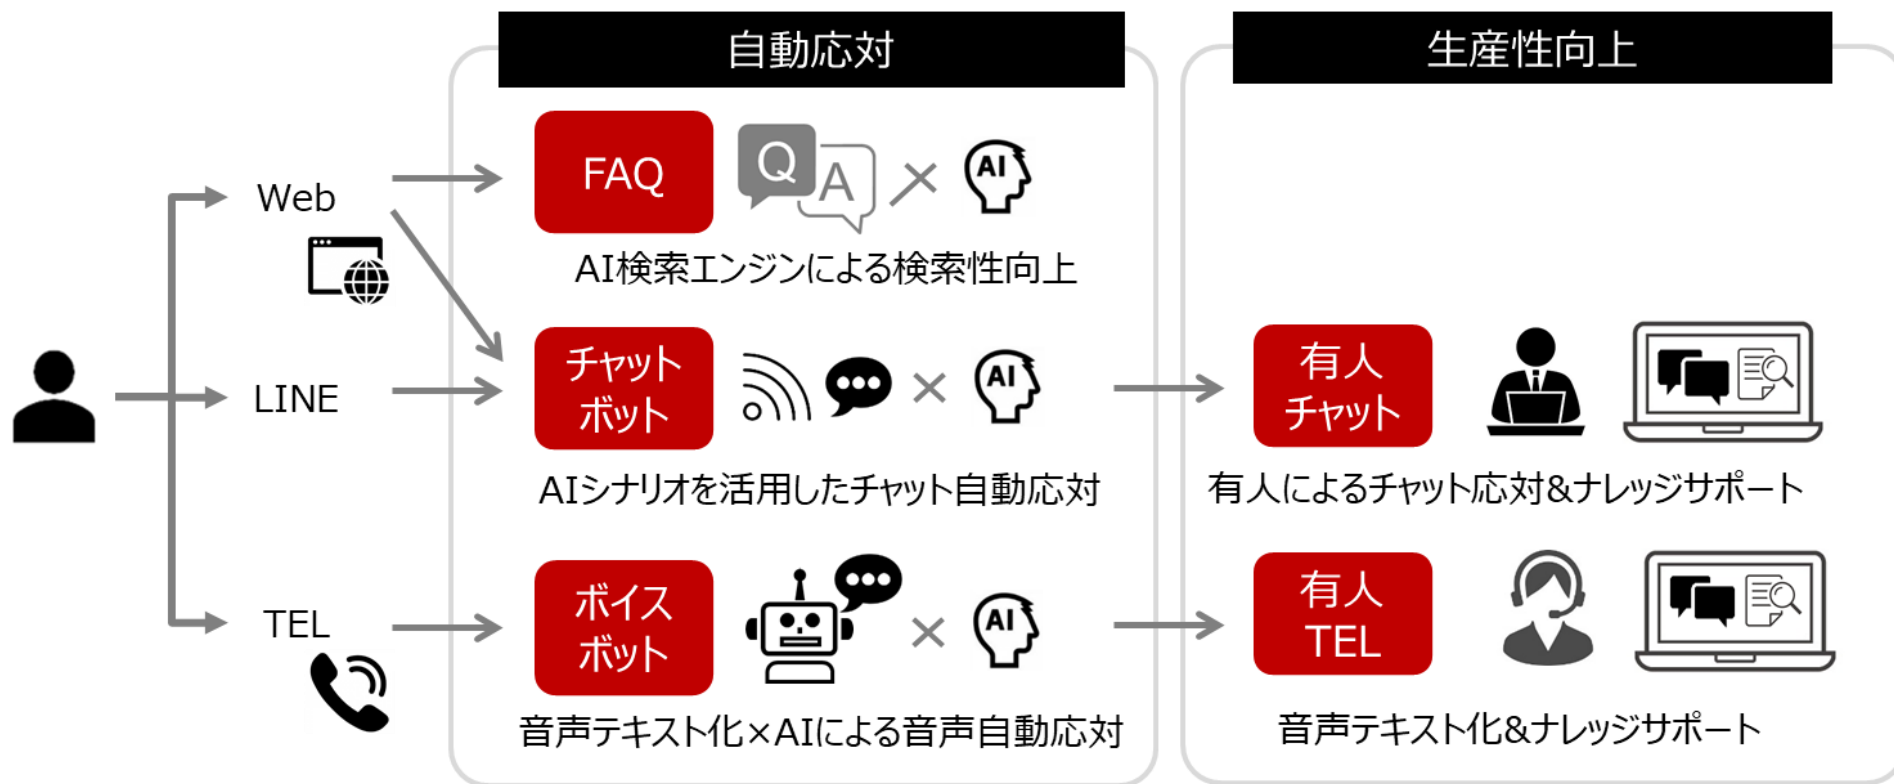 自動応対
生産性向上
Web
FAQ
Q
A
×
AI
AI検索エンジンによる検索性向上
LINE
チャット
ボット
×
AI
AIシナリオを活用したチャット自動応対
有人
チャット
有人によるチャット応対&ナレッジサポート
TEL
ボイス
ボット
×
AI
音声テキスト化×AIによる音声自動応対
有人
TEL
音声テキスト化&ナレッジサポート